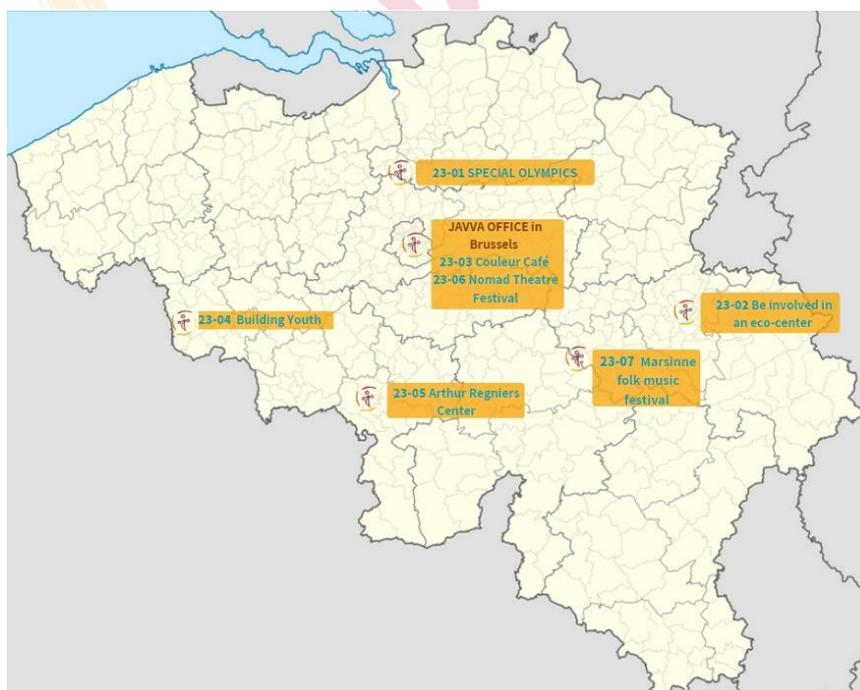 23-01 SPECIAL OLYMPICS
JAVVA OFFICE in
Brussels
23-03 Couleur Café
23-06 Nomad Theatre
Festival
23-02 Be involved in
an eco-center
23-04 Building Youth
23-07 Marsinne
folk music
festival
23-05 Arthur Regniers
Center